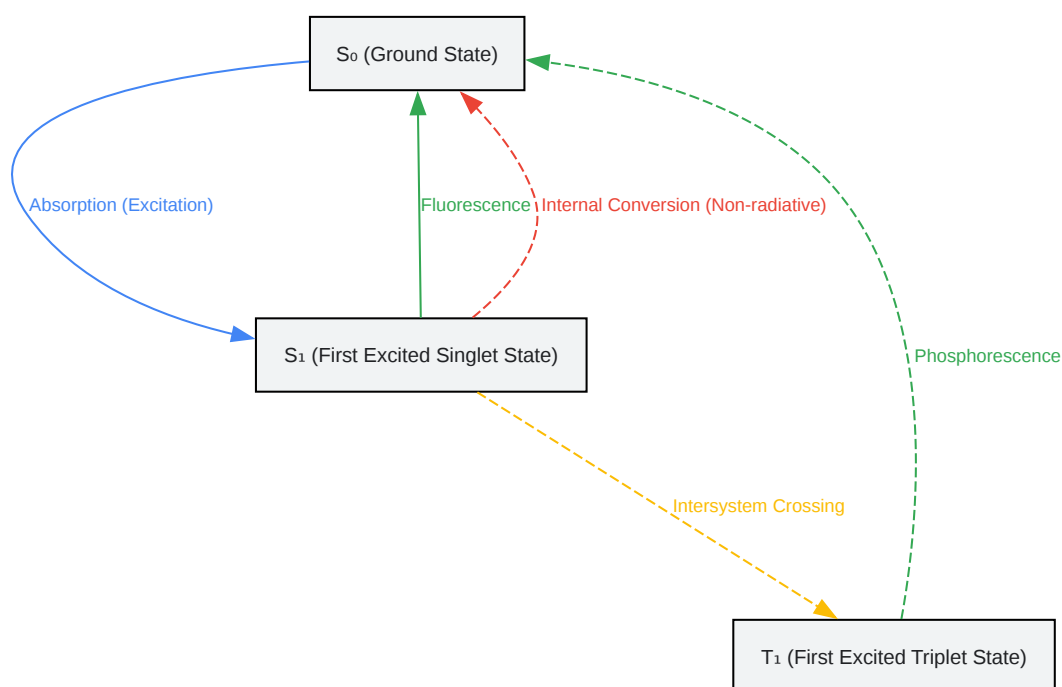 S₀ (Ground State)
Absorption (Excitation)
Fluorescence
Internal Conversion (Non-radiative)
S₁ (First Excited Singlet State)
Phosphorescence
Intersystem Crossing
T₁ (First Excited Triplet State)